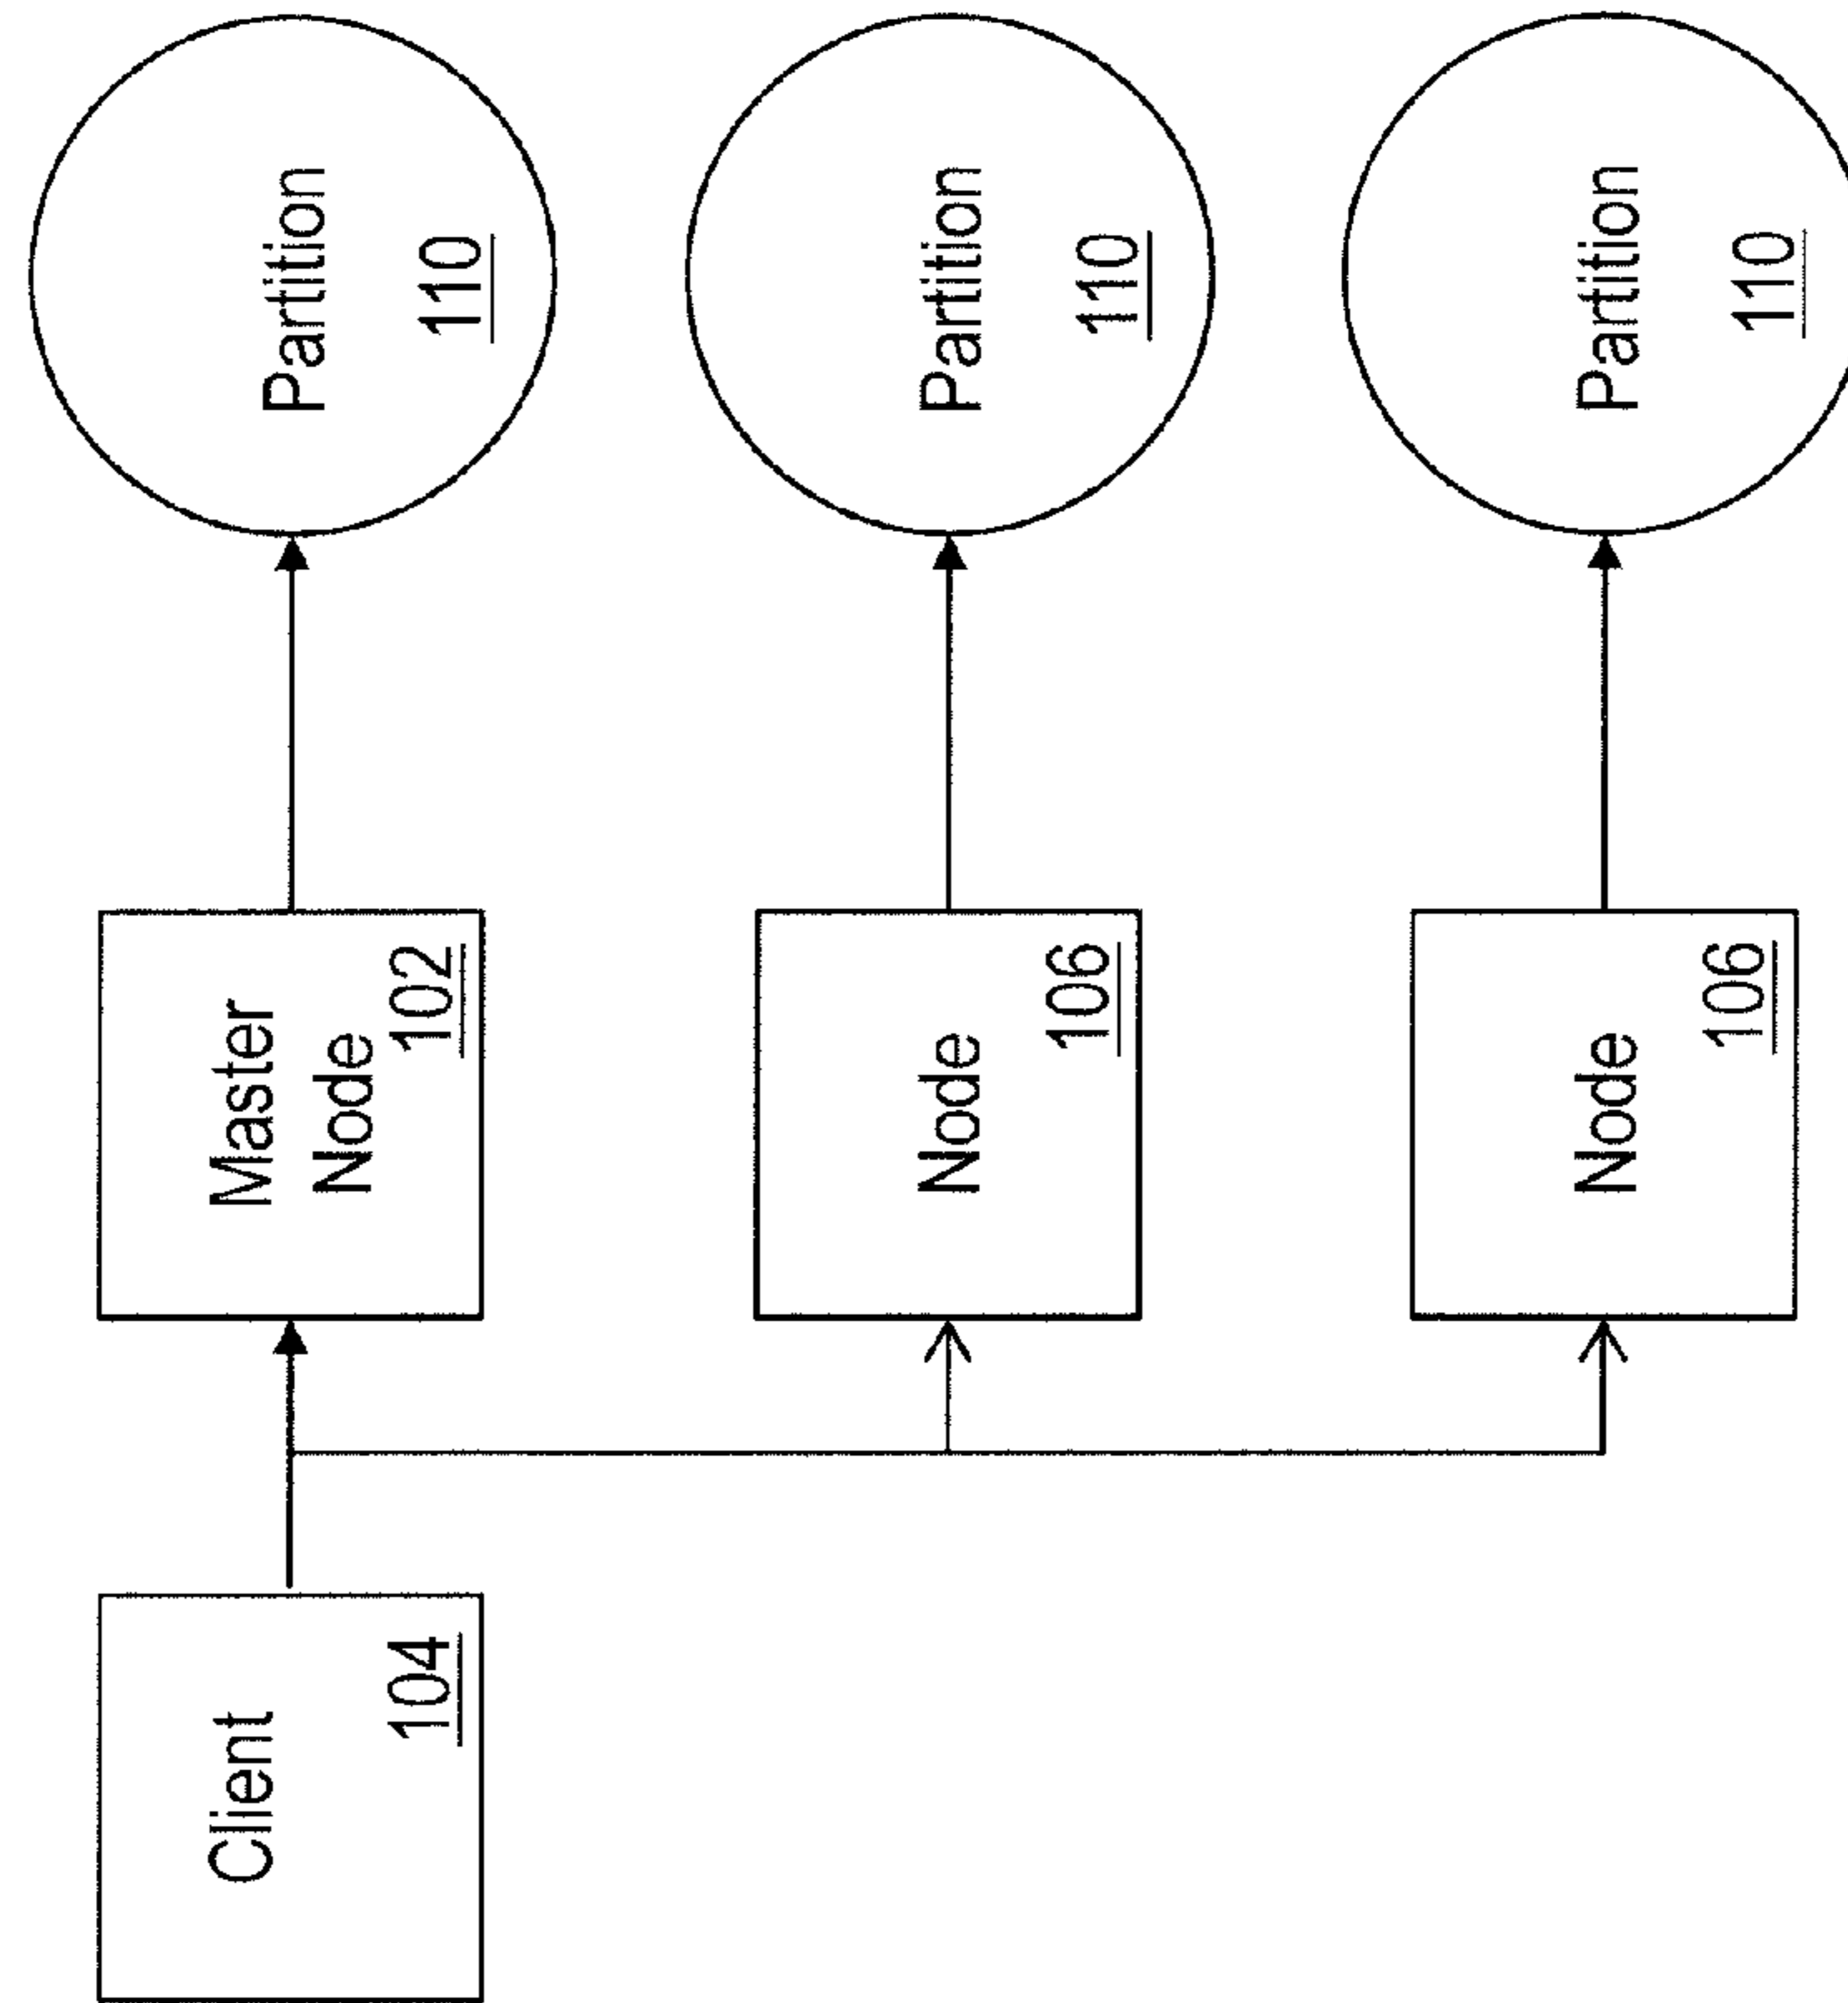 Client
104
Master
Node
102
Partition
110
Node
106
Partition
110
Node
106
Partition
110